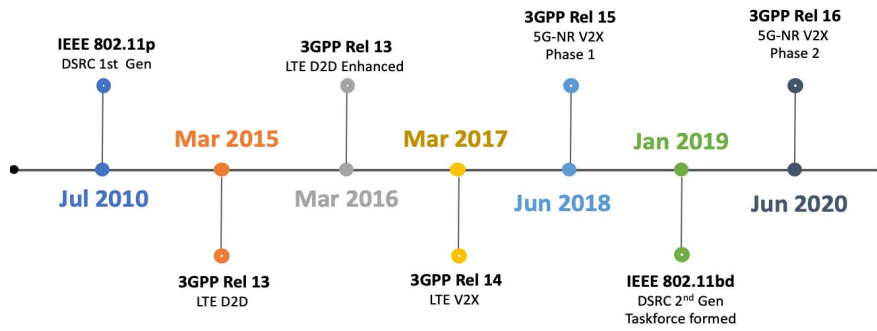 IEEE 802.11p
DSRC 1st Gen
Jul 2010
Mar 2015
3GPP Rel 13
LTE D2D
3GPP Rel 13
LTE D2D Enhanced
Mar 2016
Mar 2017
3GPP Rel 14
LTE V2X
3GPP Rel 15
5G-NR V2X
Phase 1
Jun 2018
Jan 2019
IEEE 802.11bd
DSRC 2nd Gen
Taskforce formed
3GPP Rel 16
5G-NR V2X
Phase 2
Jun 2020